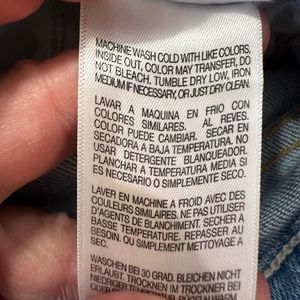 MACHINE WASH COLD WITH LIKE COLORS,
INSIDE OUT, COLOR MAY TRANSFER, DO
NOT BLEACH. TUMBLE DRY LOW, IRON
MEDIUM IF NECESSARY, OR JUST DRY CLEAN.
LAVAR A MAQUINA EN FRIO CON
COLORES SIMILARES, AL REVES.
COLOR PUEDE CAMBIAR. SECAR EN
SECADORA A BAJA TEMPERATURA. NO
USAR DETERGENTE BLANQUEADOR.
PLANCHAR A TEMPERATURA MEDIA SI
ES NECESARIO O SIMPLEMENTE SECO.
LAVER EN MACHINE A FROID AVEC DES
COULEURS SIMILAIRES. NE PAS UTILISER
D'AGENTS DE BLANCHIMENT. SECHER A
BASSE TEMPERATURE. REPASSER AU
BESOIN, OU SIMPLEMENT NETTOYAGE A
SEC.
WASCHEN BEI 30 GRAD. BLEICHEN NICHT
ERLAUBT. TROCKNEN IM TROCKNER BEI
NIEDRIGER TEMPERATUR